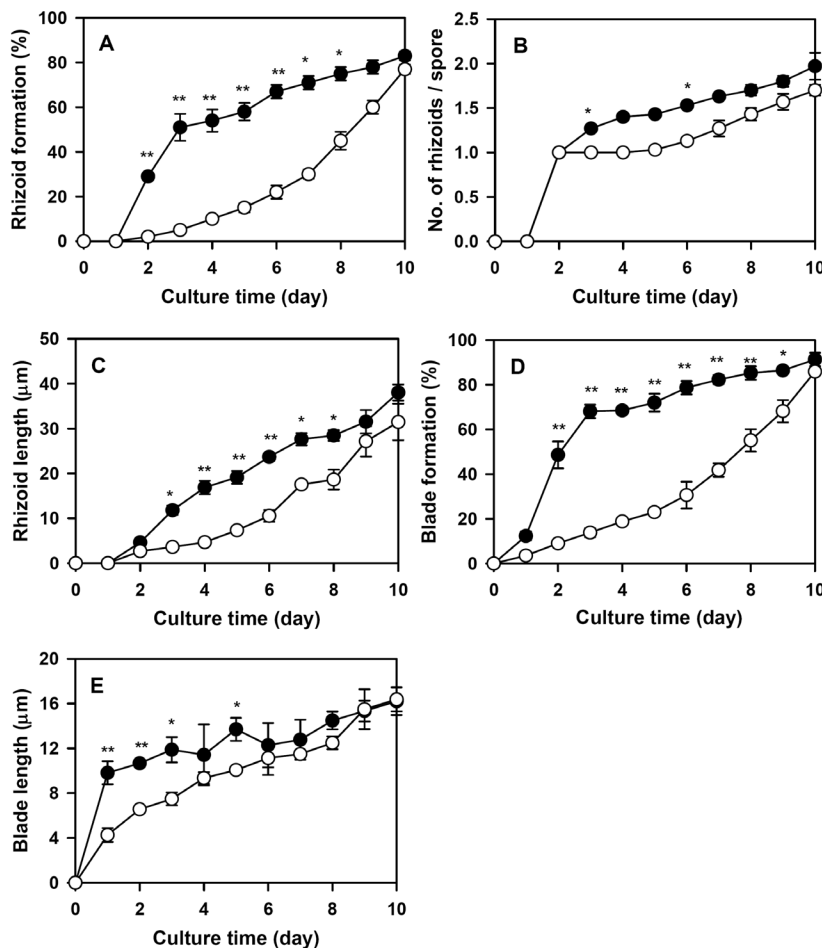 A
Rhizoid formation (%)
100
80
60
40
20
0
** ** ** ** ** * *
0 2 4 6 8 10
Culture time (day)
B
No. of rhizoids / spore
2.5
2.0
1.5
1.0
0.5
0.0
* *
0 2 4 6 8 10
Culture time (day)
C
Rhizoid length (μm)
50
40
30
20
10
0
* ** ** ** * *
0 2 4 6 8 10
Culture time (day)
D
Blade formation (%)
100
80
60
40
20
0
** ** ** ** ** ** ** *
0 2 4 6 8 10
Culture time (day)
E
Blade length (μm)
20
16
12
8
4
0
** ** * *
0 2 4 6 8 10
Culture time (day)